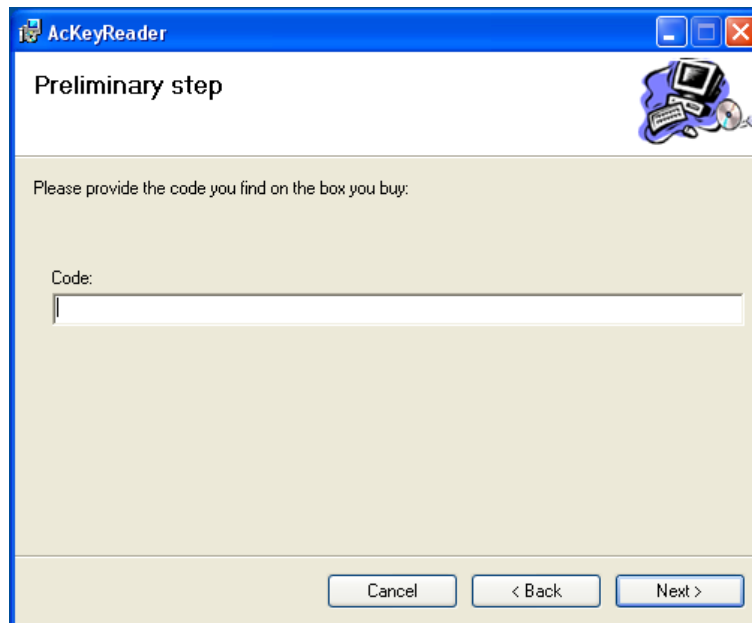 AcKeyReader
Preliminary step
Please provide the code you find on the box you buy:
Code:
Cancel
< Back
Next >